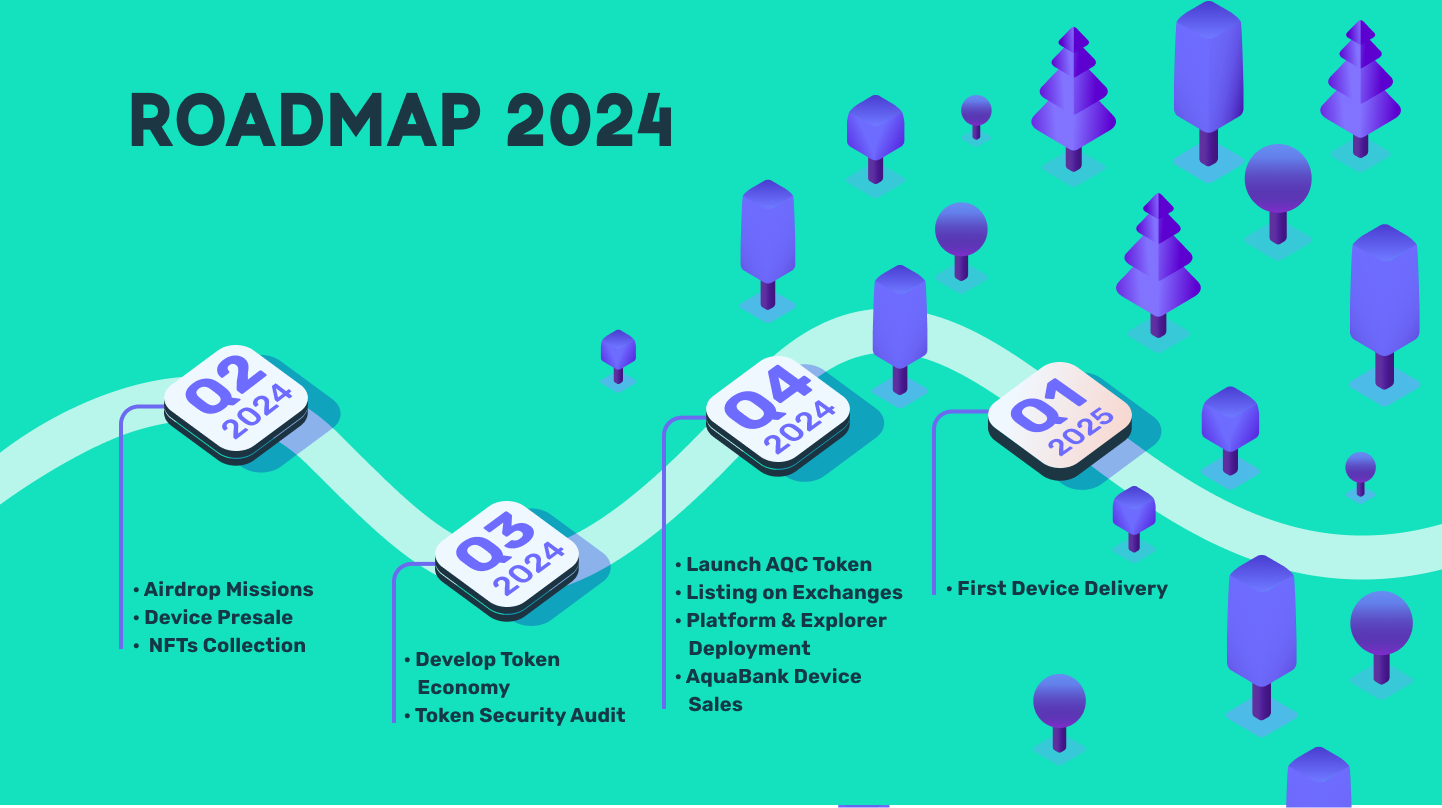 ROADMAP 2024
Q2
2024
• Airdrop Missions
• Device Presale
• NFTs Collection
Q3
2024
• Develop Token
Economy
• Token Security Audit
Q4
2024
• Launch AQC Token
• Listing on Exchanges
• Platform & Explorer
Deployment
• AquaBank Device
Sales
Q1
2025
• First Device Delivery